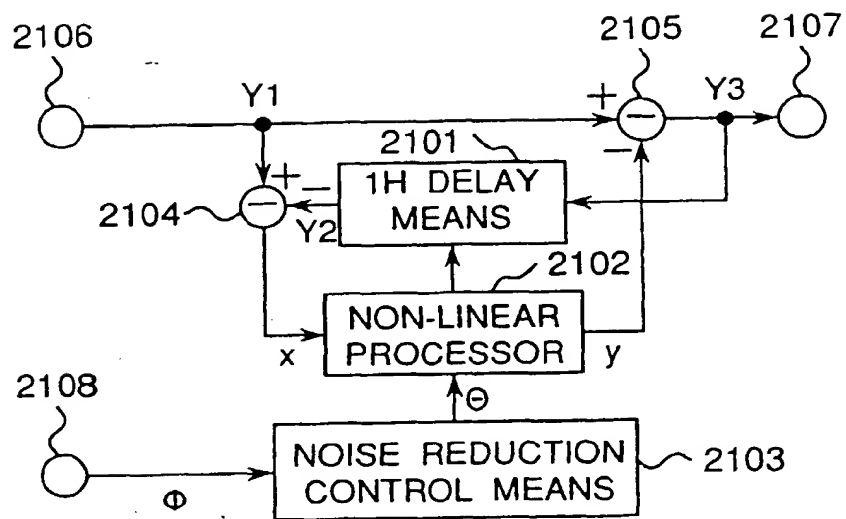 2106
2105
2107
Y1
+
−
Y3
2101
−
1H DELAY
MEANS
+
−
−
2104
Y2
2102
NON-LINEAR
PROCESSOR
x
y
2108
Θ
NOISE REDUCTION
CONTROL MEANS
2103
Φ